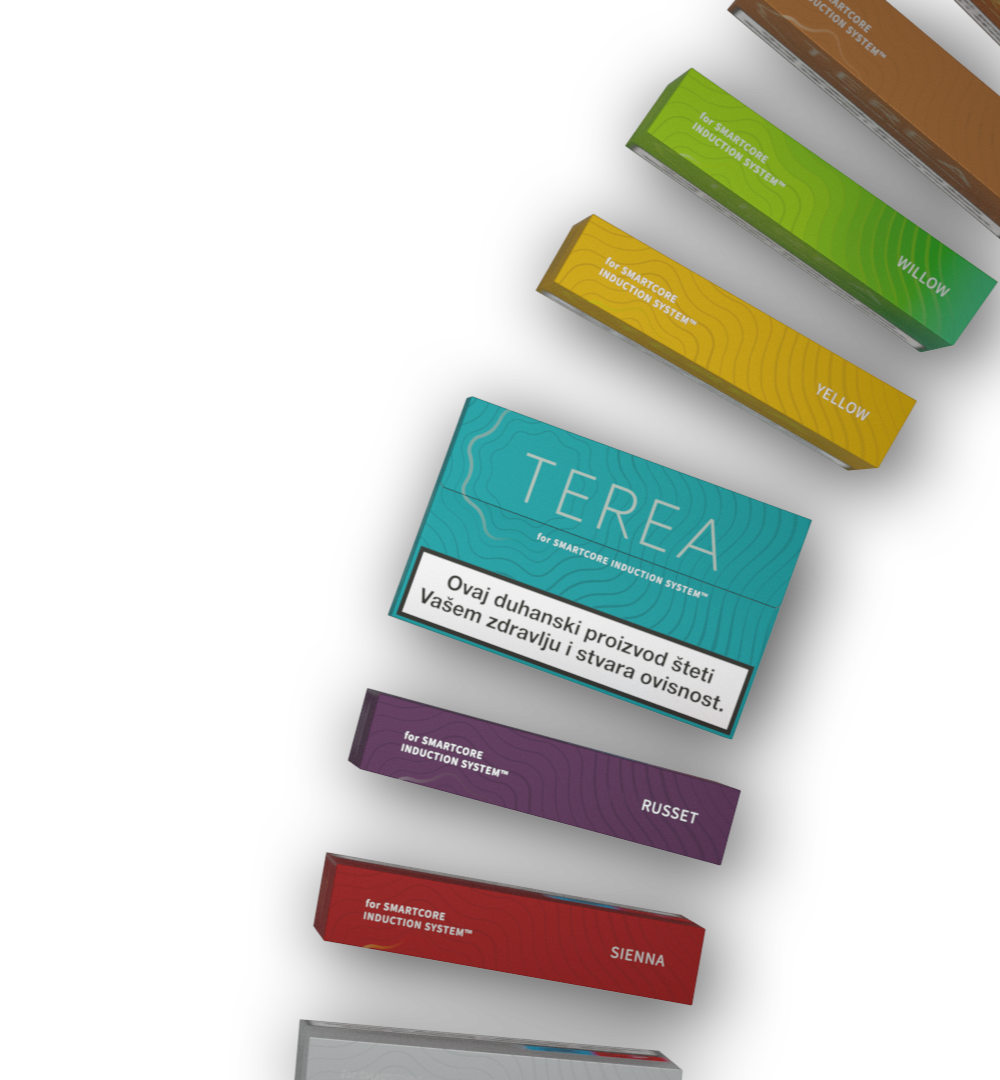 SMARTCORE
INDUCTION SYSTEM™
for SMARTCORE
INDUCTION SYSTEM™
WILLOW
for SMARTCORE
INDUCTION SYSTEM™
YELLOW
TEREA
for SMARTCORE INDUCTION SYSTEM™
Ovaj duhanski proizvod šteti
Vašem zdravlju i stvara ovisnost.
for SMARTCORE
INDUCTION SYSTEM™
RUSSET
for SMARTCORE
INDUCTION SYSTEM™
SIENNA